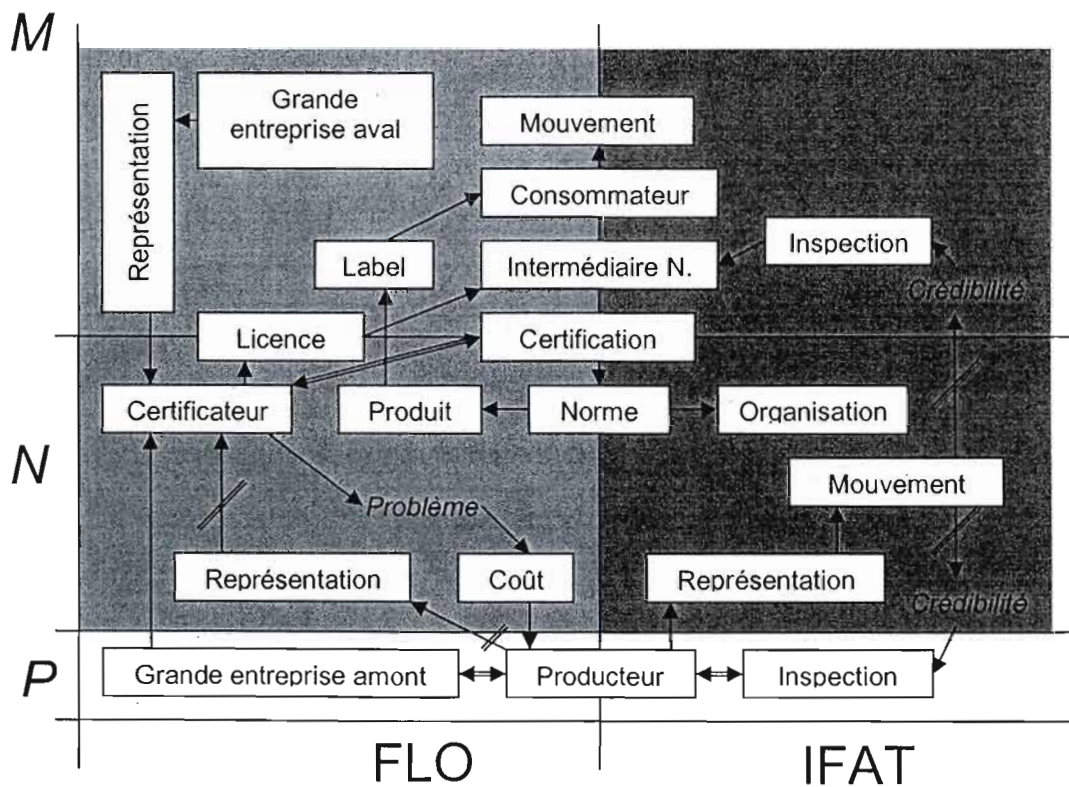 M
Représentation
Grande
entreprise aval
Mouvement
Consommateur
Label
Intermédiaire N.
Inspection
Crédibilité
Licence
Certification
Certificateur
Produit
Norme
Organisation
N
Mouvement
Problème
Représentation
Coût
Représentation
Crédibilité
P
Grande entreprise amont
Producteur
Inspection
FLO
IFAT